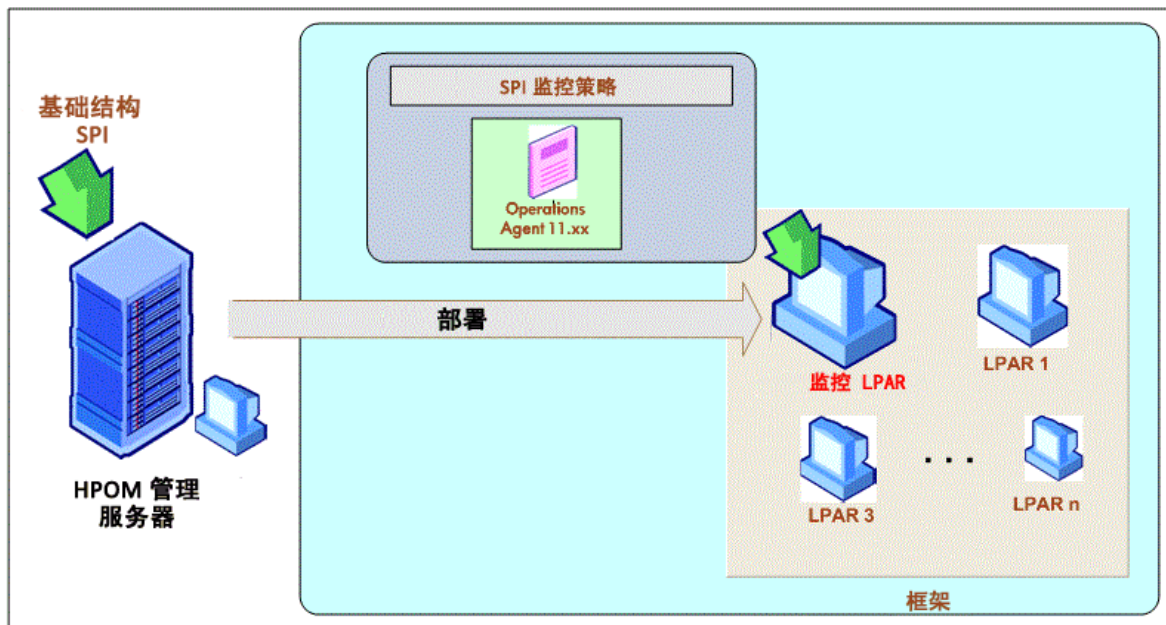 基础结构
SPI
SPI 监控策略
Operations
Agent 11.xx
部署
HPOM 管理
服务器
监控 LPAR
LPAR 1
LPAR 3
. . .
LPAR n
框架